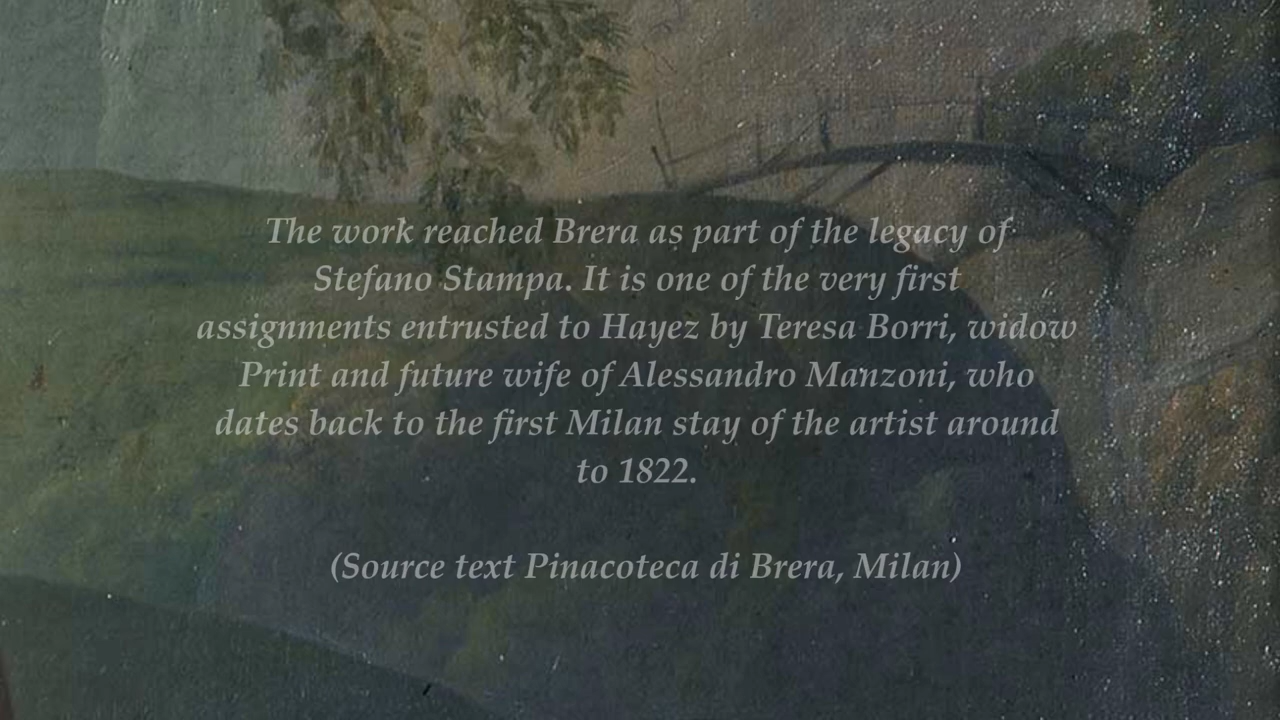 The work reached Brera as part of the legacy of
Stefano Stampa. It is one of the very first
assignments entrusted to Hayez by Teresa Borri, widow
Print and future wife of Alessandro Manzoni, who
dates back to the first Milan stay of the artist around
to 1822.
(Source text Pinacoteca di Brera, Milan)